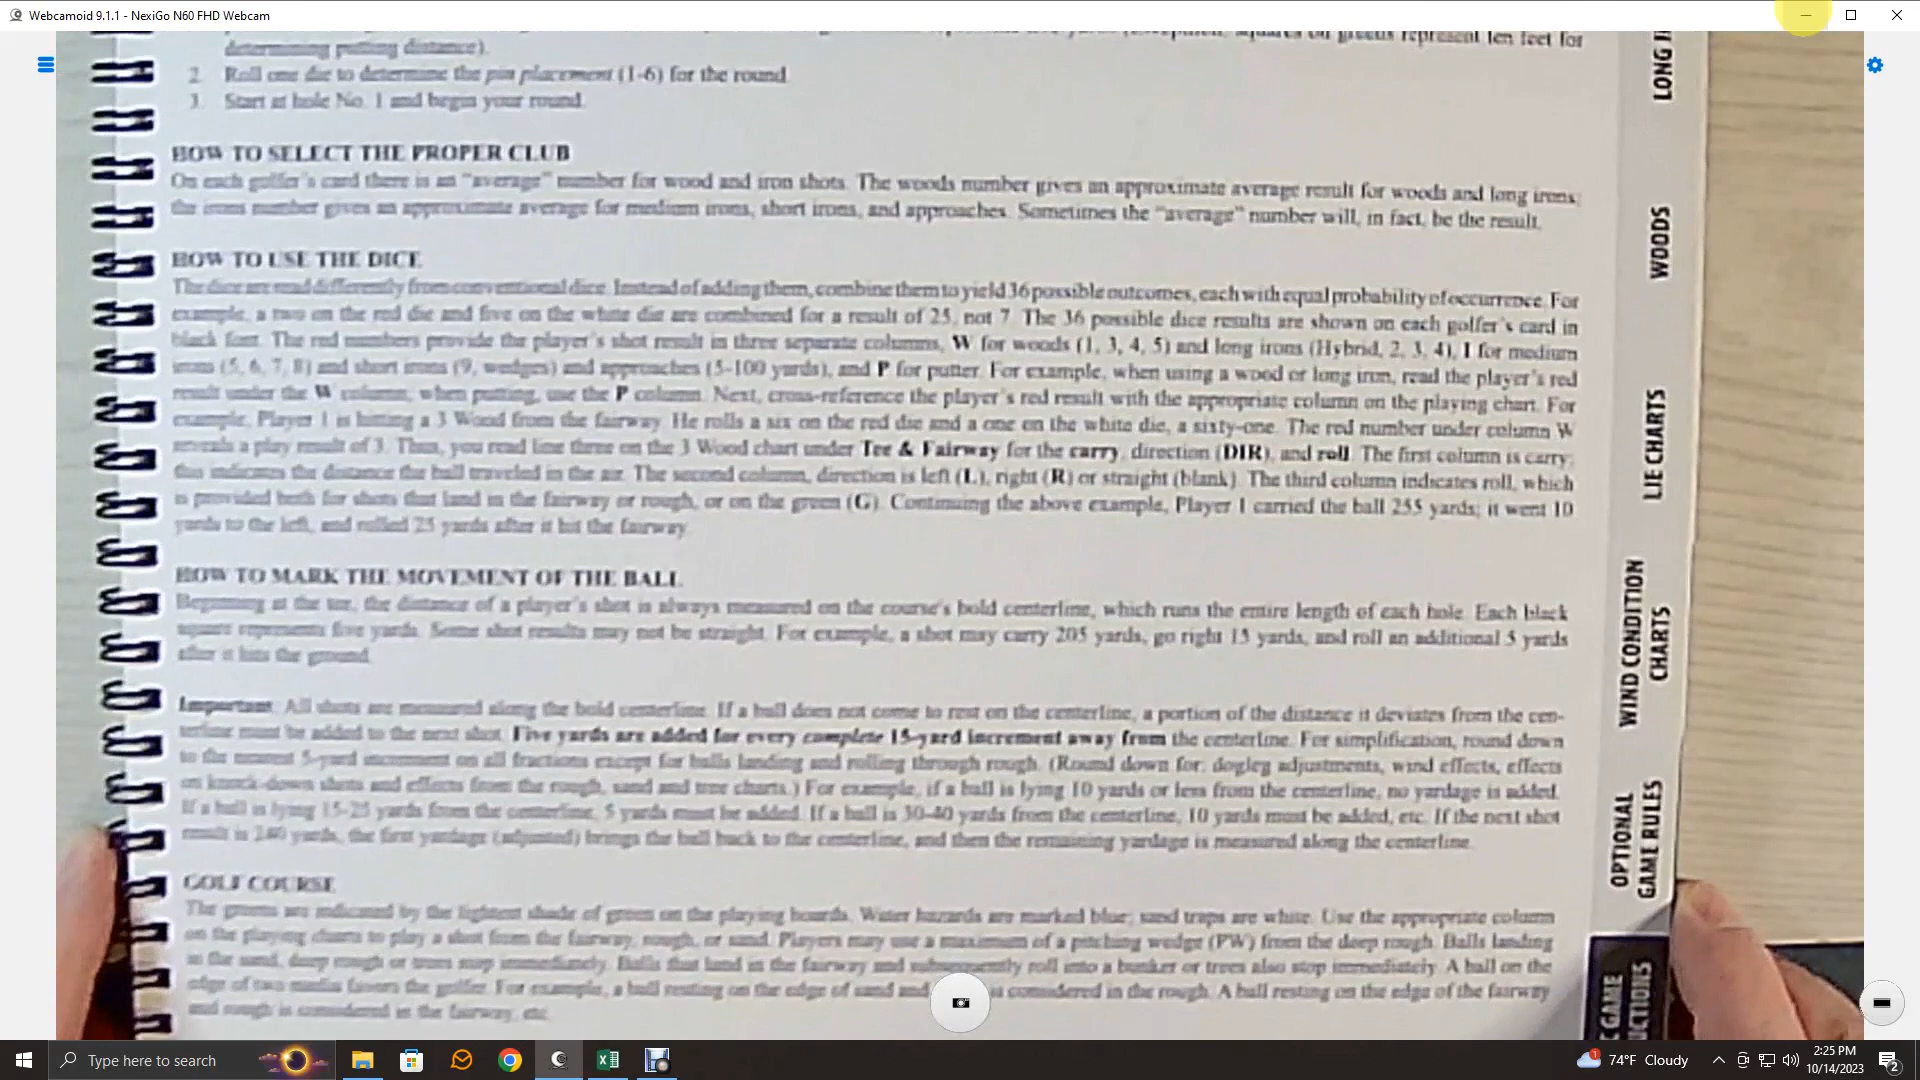 Webcamoid 9.1.1 - NexiGo N60 FHD Webcam
squares on greens represent ten feet for
determining putting distance).
2. Roll one die to determine the pin placement (1-6) for the round.
3. Start at hole No. 1 and begin your round.
HOW TO SELECT THE PROPER CLUB
On each golfer's card there is an "average" number for wood and iron shots. The woods number gives an approximate average result for woods and long irons;
the irons number gives an approximate average for medium irons, short irons, and approaches. Sometimes the "average" number will, in fact, be the result.
HOW TO USE THE DICE
The dice are read differently from conventional dice. Instead of adding them, combine them to yield 36 possible outcomes, each with equal probability of occurrence. For
example, a two on the red die and five on the white die are combined for a result of 25, not 7. The 36 possible dice results are shown on each golfer's card in
black font. The red numbers provide the player's shot result in three separate columns, W for woods (1, 3, 4, 5) and long irons (Hybrid, 2, 3, 4), I for medium
irons (5, 6, 7, 8) and short irons (9, wedges) and approaches (5-100 yards), and P for putter. For example, when using a wood or long iron, read the player's red
result under the W column; when putting, use the P column. Next, cross-reference the player's red result with the appropriate column on the playing chart. For
example, Player 1 is hitting a 3 Wood from the fairway. He rolls a six on the red die and a one on the white die, a sixty-one. The red number under column W
reveals a play result of 3. Thus, you read line three on the 3 Wood chart under Tee & Fairway for the carry, direction (DIR), and roll. The first column is carry;
this indicates the distance the ball traveled in the air. The second column, direction is left (L), right (R) or straight (blank). The third column indicates roll, which
is provided both for shots that land in the fairway or rough, or on the green (G). Continuing the above example, Player 1 carried the ball 255 yards; it went 10
yards to the left, and rolled 25 yards after it hit the fairway.
HOW TO MARK THE MOVEMENT OF THE BALL
Beginning at the tee, the distance of a player's shot is always measured on the course's bold centerline, which runs the entire length of each hole. Each black
square represents five yards. Some shot results may not be straight. For example, a shot may carry 205 yards, go right 15 yards, and roll an additional 5 yards
after it hits the ground.
Important: All shots are measured along the bold centerline. If a ball does not come to rest on the centerline, a portion of the distance it deviates from the cen-
terline must be added to the next shot. Five yards are added for every complete 15-yard increment away from the centerline. For simplification, round down
to the nearest 5-yard increment on all fractions except for balls landing and rolling through rough. (Round down for: dogleg adjustments, wind effects, effects
on knock-down shots and effects from the rough, sand and tree charts.) For example, if a ball is lying 10 yards or less from the centerline, no yardage is added.
If a ball is lying 15-25 yards from the centerline, 5 yards must be added. If a ball is 30-40 yards from the centerline, 10 yards must be added, etc. If the next shot
result is 240 yards, the first yardage (adjusted) brings the ball back to the centerline, and then the remaining yardage is measured along the centerline.
GOLF COURSE
The greens are indicated by the lightest shade of green on the playing boards. Water hazards are marked blue; sand traps are white. Use the appropriate column
on the playing charts to play a shot from the fairway, rough, or sand. Players may use a maximum of a pitching wedge (PW) from the deep rough. Balls landing
in the sand, deep rough or trees stop immediately. Balls that land in the fairway and subsequently roll into a bunker or trees also stop immediately. A ball on the
edge of two media favors the golfer. For example, a ball resting on the edge of sand and is considered in the rough. A ball resting on the edge of the fairway
and rough is considered in the fairway, etc.
LONG
WOODS
LIE CHARTS
WIND CONDITION
CHARTS
OPTIONAL
GAME RULES
GAME
Type here to search
74°F Cloudy
2:25 PM
10/14/2023
1
2